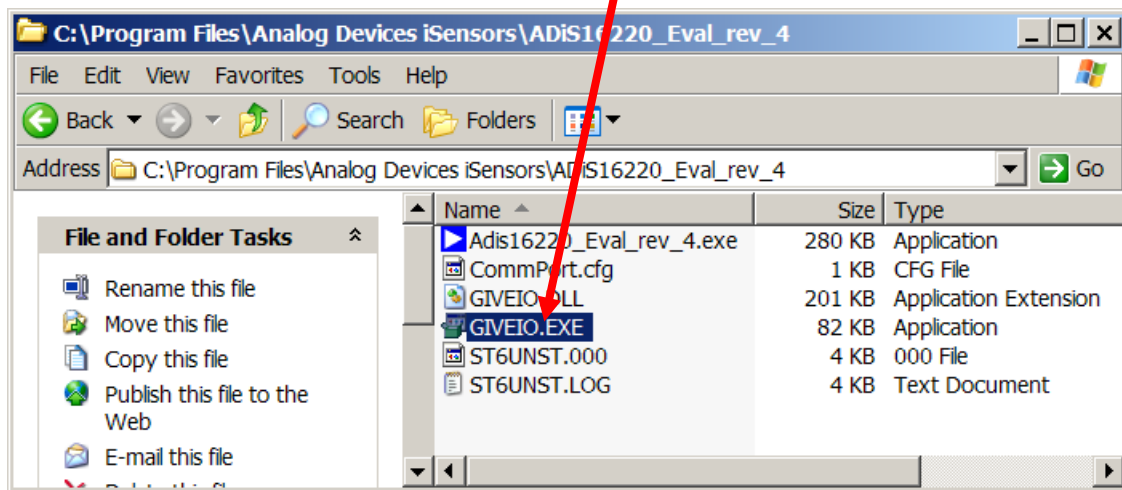 C:\Program Files\Analog Devices iSensors\ADiS16220_Eval_rev_4
File Edit View Favorites Tools Help
Back Search Folders
Address C:\Program Files\Analog Devices iSensors\ADiS16220_Eval_rev_4 Go
Name Size Type
File and Folder Tasks
Adis16220_Eval_rev_4.exe 280 KB Application
CommPort.cfg 1 KB CFG File
Rename this file
GIVEIO.DLL 201 KB Application Extension
Move this file
GIVEIO.EXE 82 KB Application
Copy this file
ST6UNST.000 4 KB 000 File
Publish this file to the
Web
ST6UNST.LOG 4 KB Text Document
E-mail this file